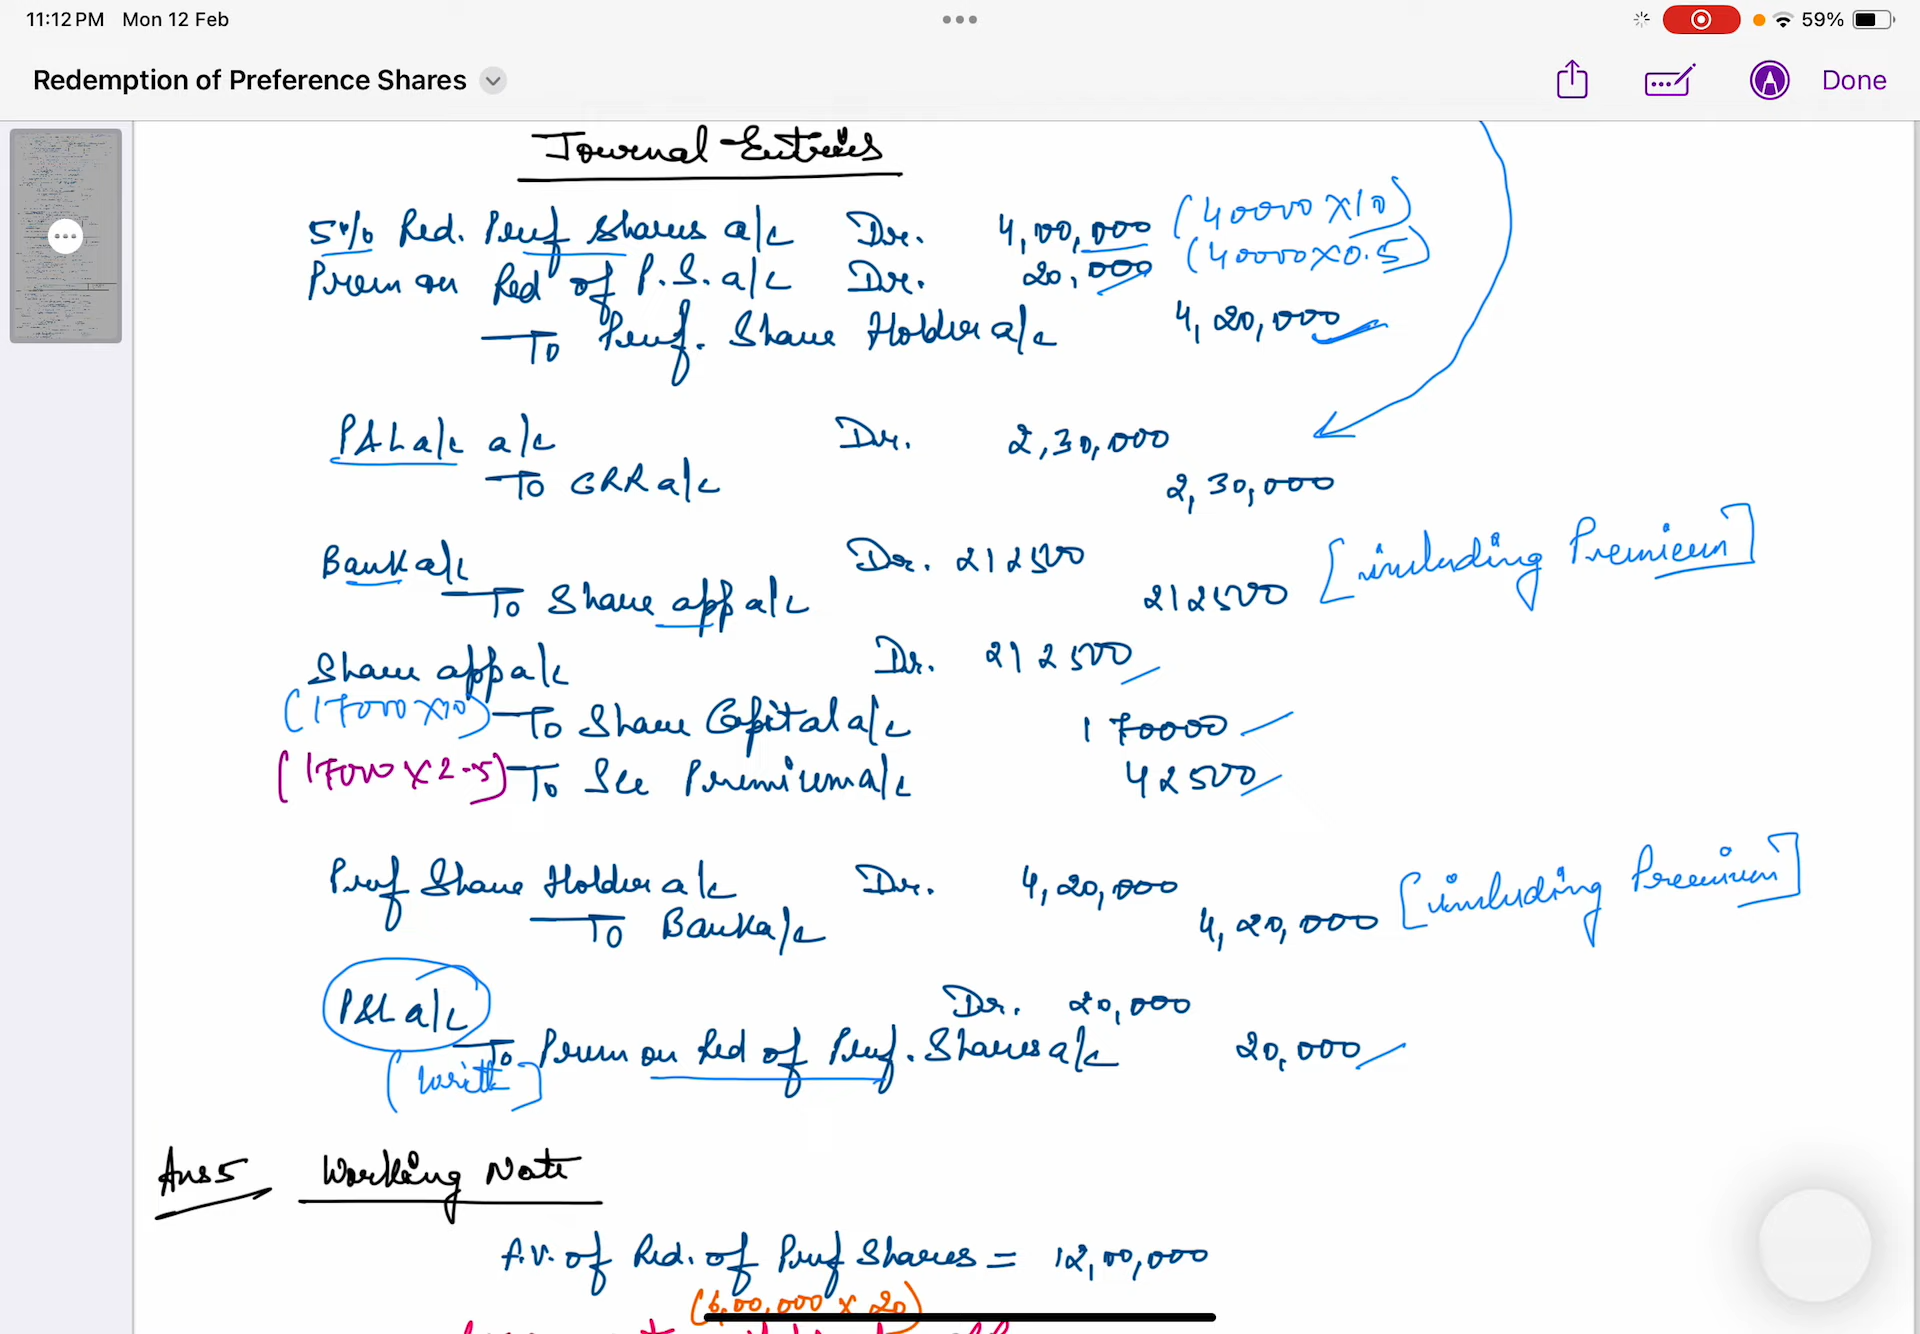 11:12 PM Mon 12 Feb
59%
Redemption of Preference Shares
Done
Journal Entries
5% Red. Pref Shares a/c Dr. 4,00,000 (40000 x 10)
Prem on Red of P.S. a/c Dr. 20,000 (40000 x 0.5)
To Pref. Share Holder a/c 4,20,000
P&L a/c a/c Dr. 2,30,000
To CRR a/c 2,30,000
Bank a/c Dr. 212500
To Share app a/c 212500 [including Premium]
Share app a/c Dr. 212500
(17000 x 10) To Share Capital a/c 170000
(17000 x 2.5) To Sec Premium a/c 42500
Pref Share Holder a/c Dr. 4,20,000
To Bank a/c 4,20,000 [including Premium]
P&L a/c Dr. 20,000
To Prem on Red of Pref. Shares a/c 20,000
Ans 5 Working Note
F.V. of Red. of Pref Shares = 12,00,000